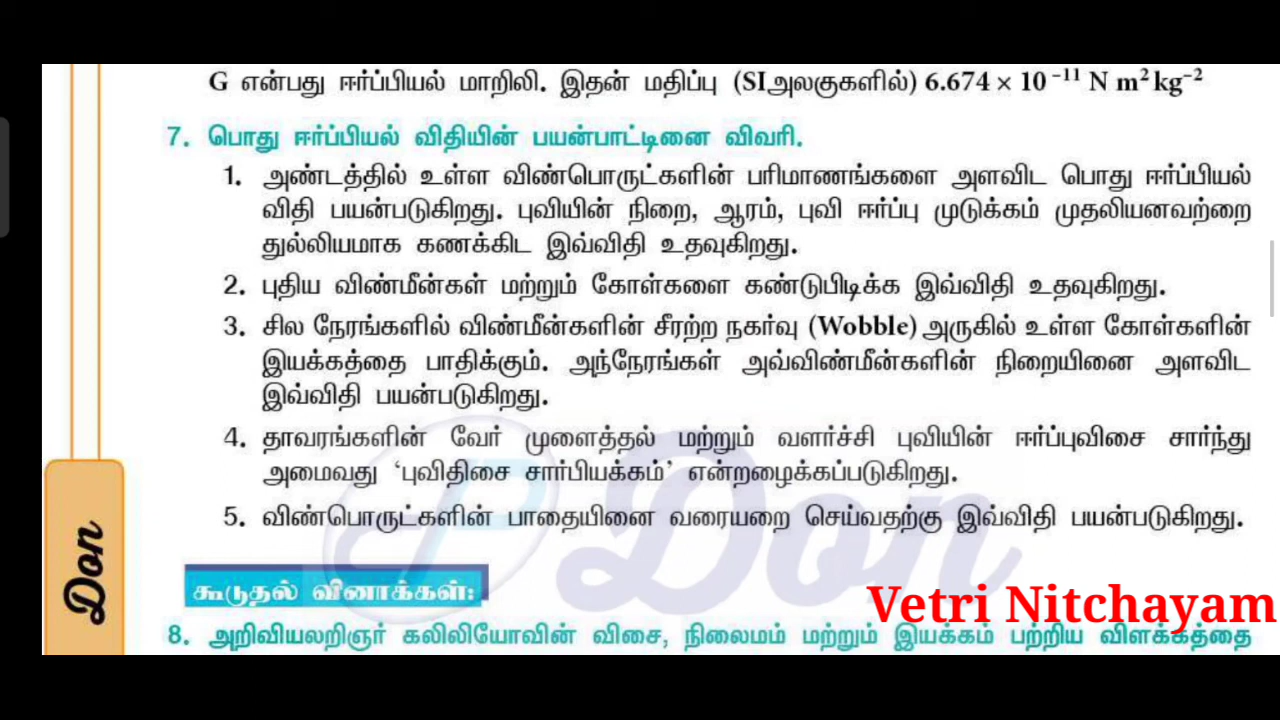 G என்பது ஈர்ப்பியல் மாறிலி. இதன் மதிப்பு (SIஅலகுகளில்) 6.674 × 10 ⁻¹¹ N m² kg⁻²
7. பொது ஈர்ப்பியல் விதியின் பயன்பாட்டினை விவரி.
1. அண்டத்தில் உள்ள விண்பொருட்களின் பரிமாணங்களை அளவிட பொது ஈர்ப்பியல்
விதி பயன்படுகிறது. புவியின் நிறை, ஆரம், புவி ஈர்ப்பு முடுக்கம் முதலியனவற்றை
துல்லியமாக கணக்கிட இவ்விதி உதவுகிறது.
2. புதிய விண்மீன்கள் மற்றும் கோள்களை கண்டுபிடிக்க இவ்விதி உதவுகிறது.
3. சில நேரங்களில் விண்மீன்களின் சீரற்ற நகர்வு (Wobble) அருகில் உள்ள கோள்களின்
இயக்கத்தை பாதிக்கும். அந்நேரங்கள் அவ்விண்மீன்களின் நிறையினை அளவிட
இவ்விதி பயன்படுகிறது.
4. தாவரங்களின் வேர் முளைத்தல் மற்றும் வளர்ச்சி புவியின் ஈர்ப்புவிசை சார்ந்து
அமைவது ‘புவிதிசை சார்பியக்கம்’ என்றழைக்கப்படுகிறது.
5. விண்பொருட்களின் பாதையினை வரையறை செய்வதற்கு இவ்விதி பயன்படுகிறது.
Don
Don
கூடுதல் வினாக்கள்:
Vetri Nitchayam
8. அறிவியலறிஞர் கலிலியோவின் விசை, நிலைமம் மற்றும் இயக்கம் பற்றிய விளக்கத்தை